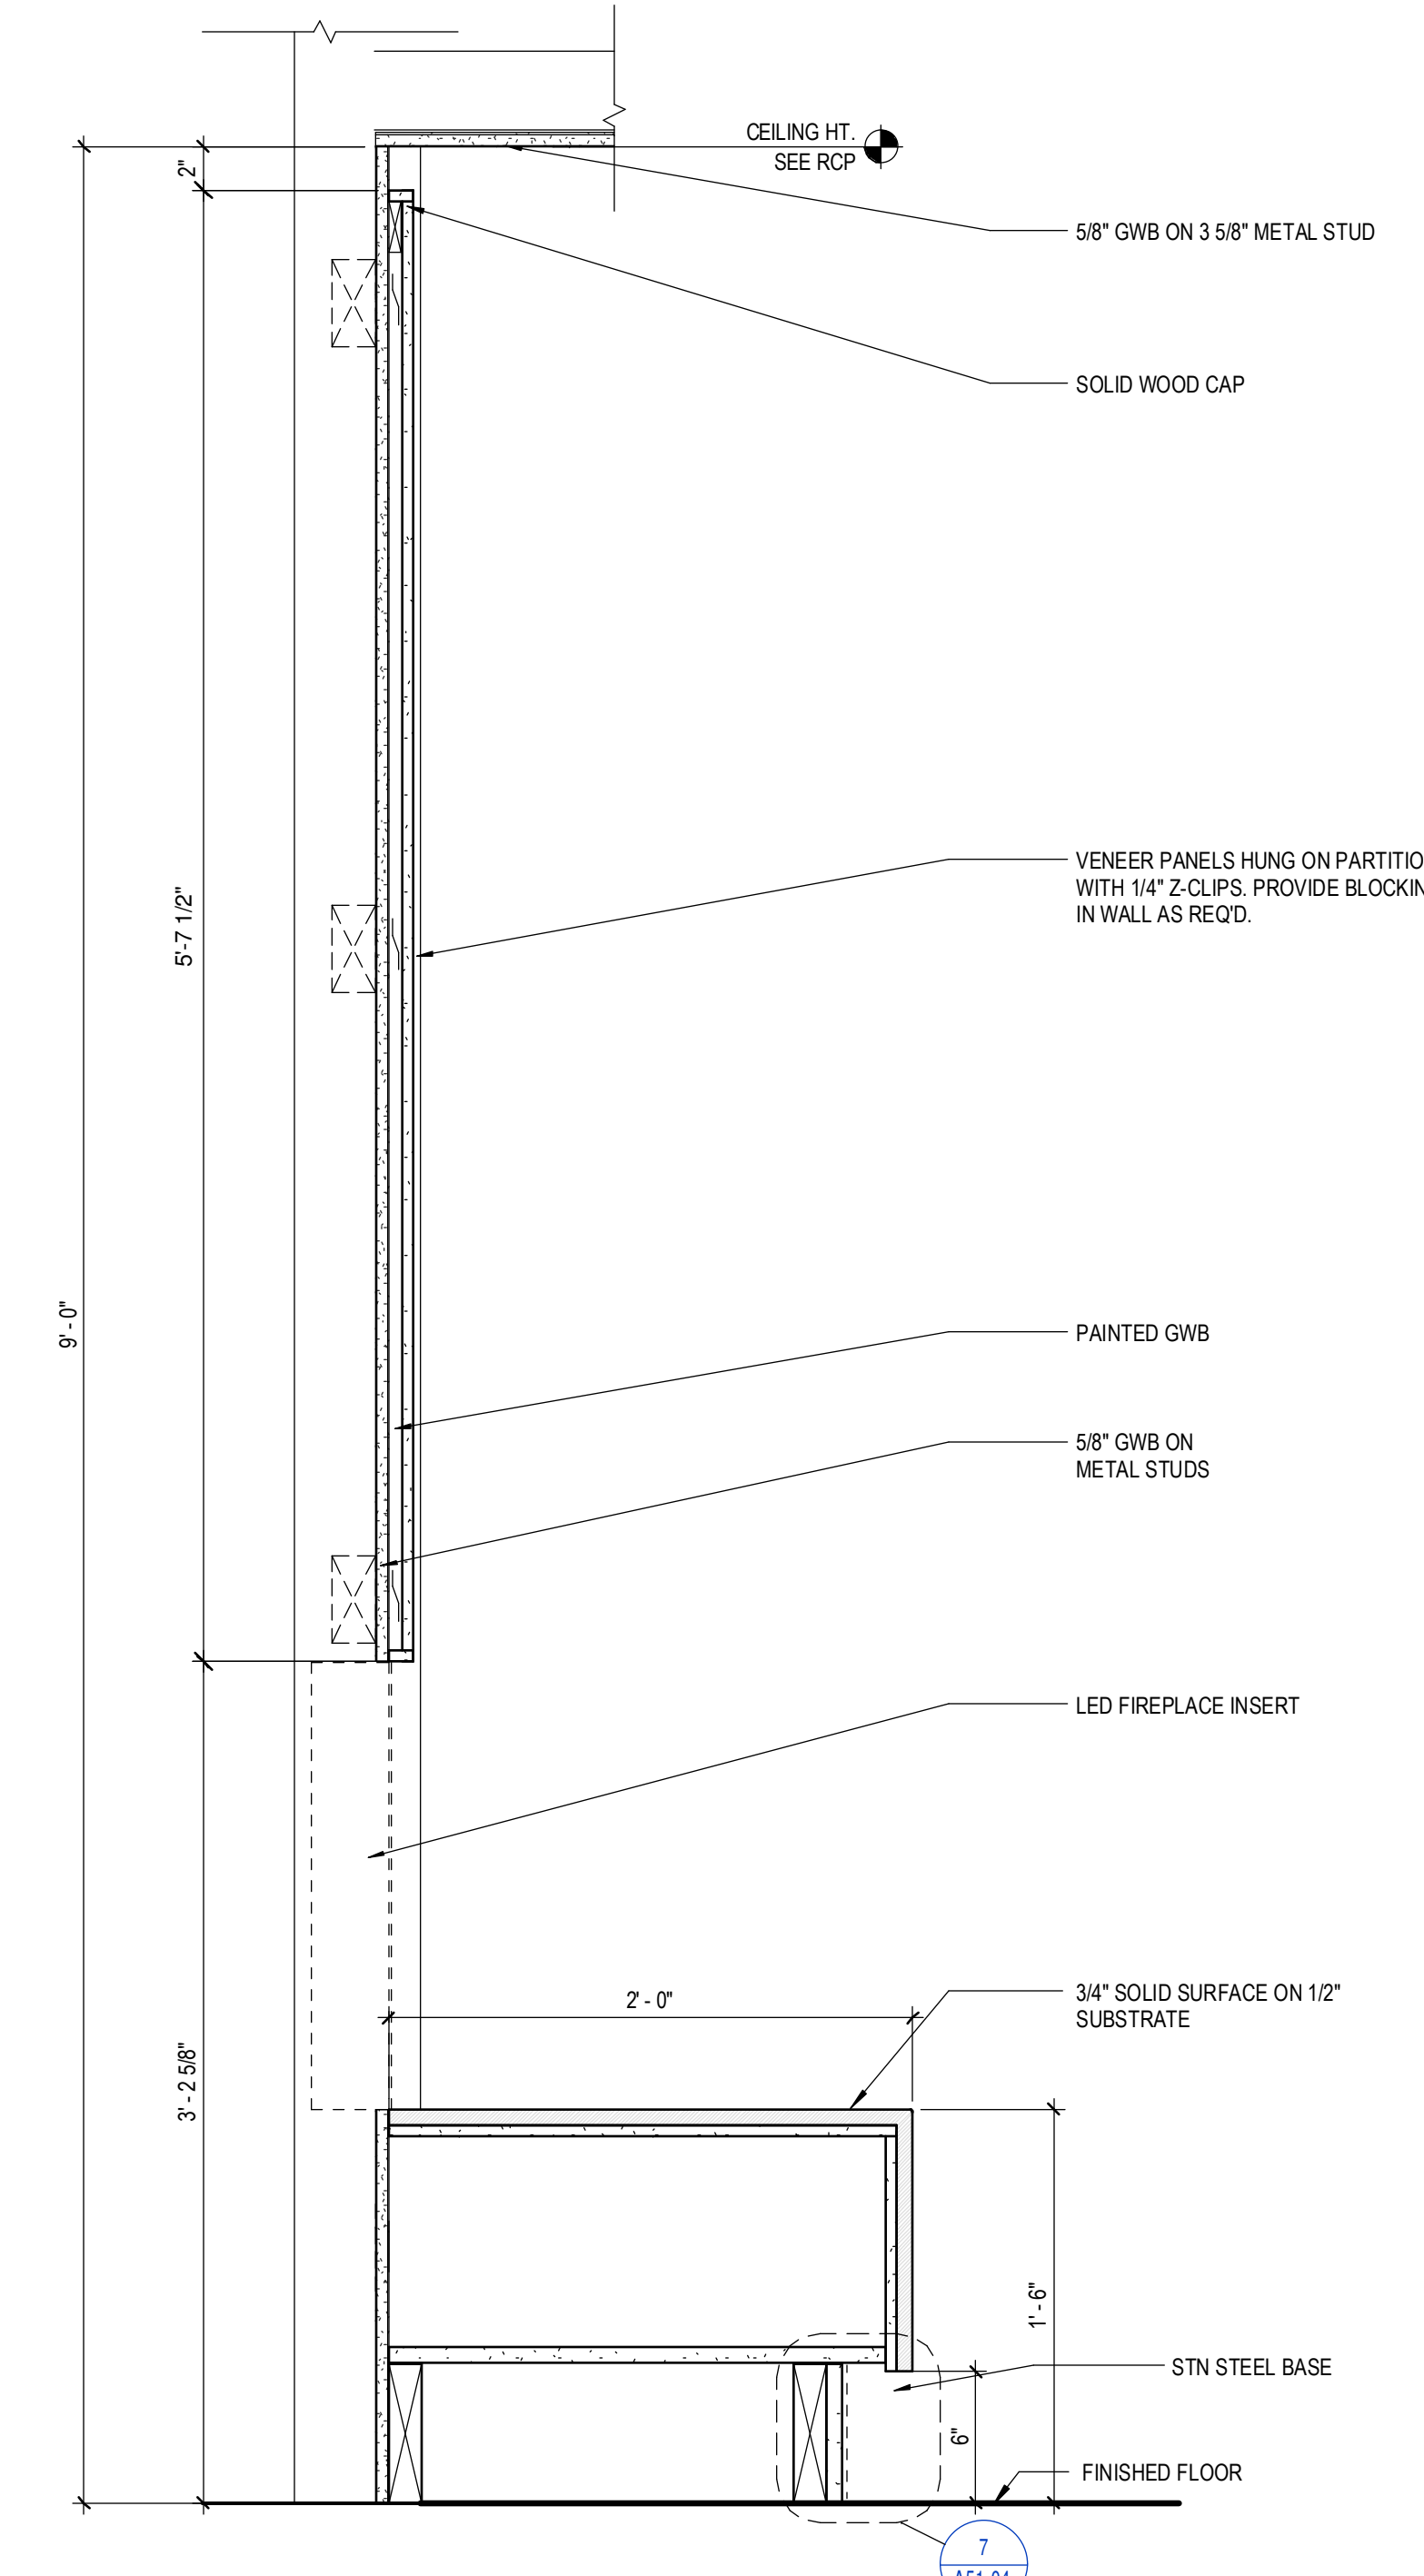 CEILING HT.
SEE RCP
2"
5/8" GWB ON 3 5/8" METAL STUD
SOLID WOOD CAP
VENEER PANELS HUNG ON PARTITIO
WITH 1/4" Z-CLIPS. PROVIDE BLOCKIN
IN WALL AS REQ'D.
5'-7 1/2"
9' - 0"
PAINTED GWB
5/8" GWB ON
METAL STUDS
LED FIREPLACE INSERT
3/4" SOLID SURFACE ON 1/2"
SUBSTRATE
2' - 0"
3' - 2 5/8"
1' - 6"
STN STEEL BASE
6"
FINISHED FLOOR
7